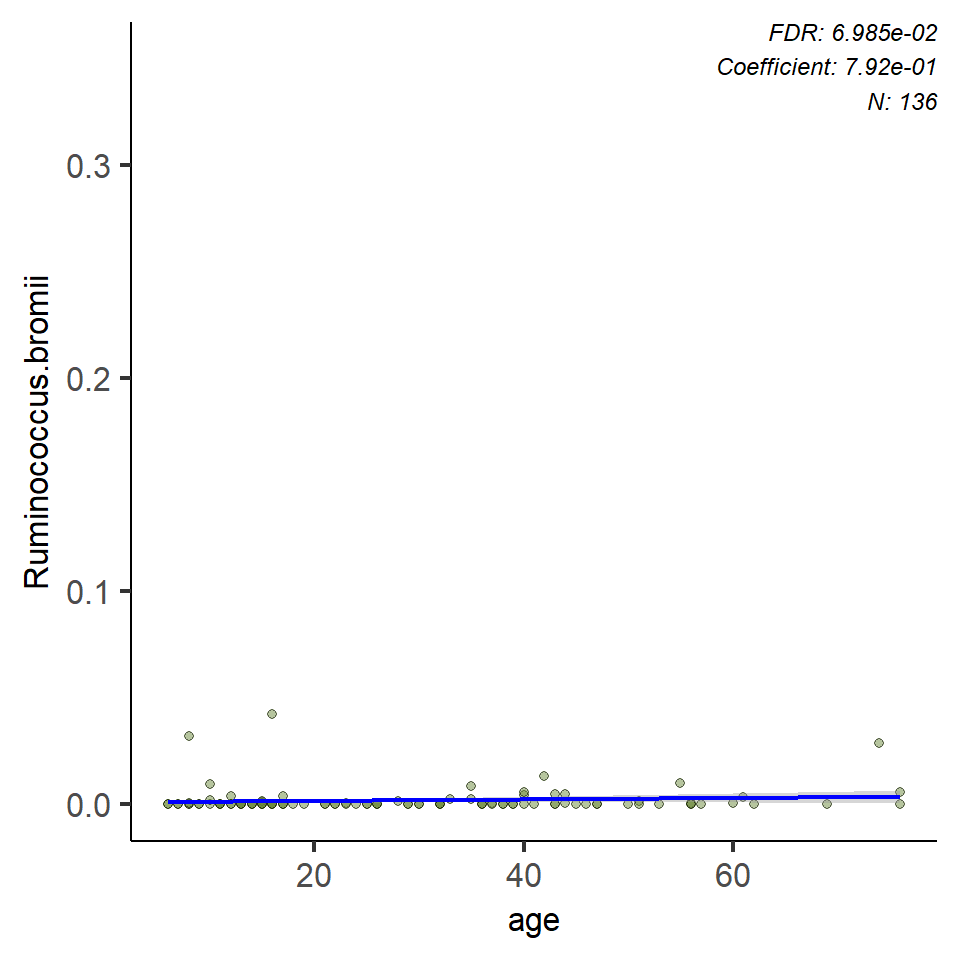 FDR: 6.985e-02
Coefficient: 7.92e-01
N: 136
Ruminococcus.bromii
0.3
0.2
0.1
0.0
20 40 60
age